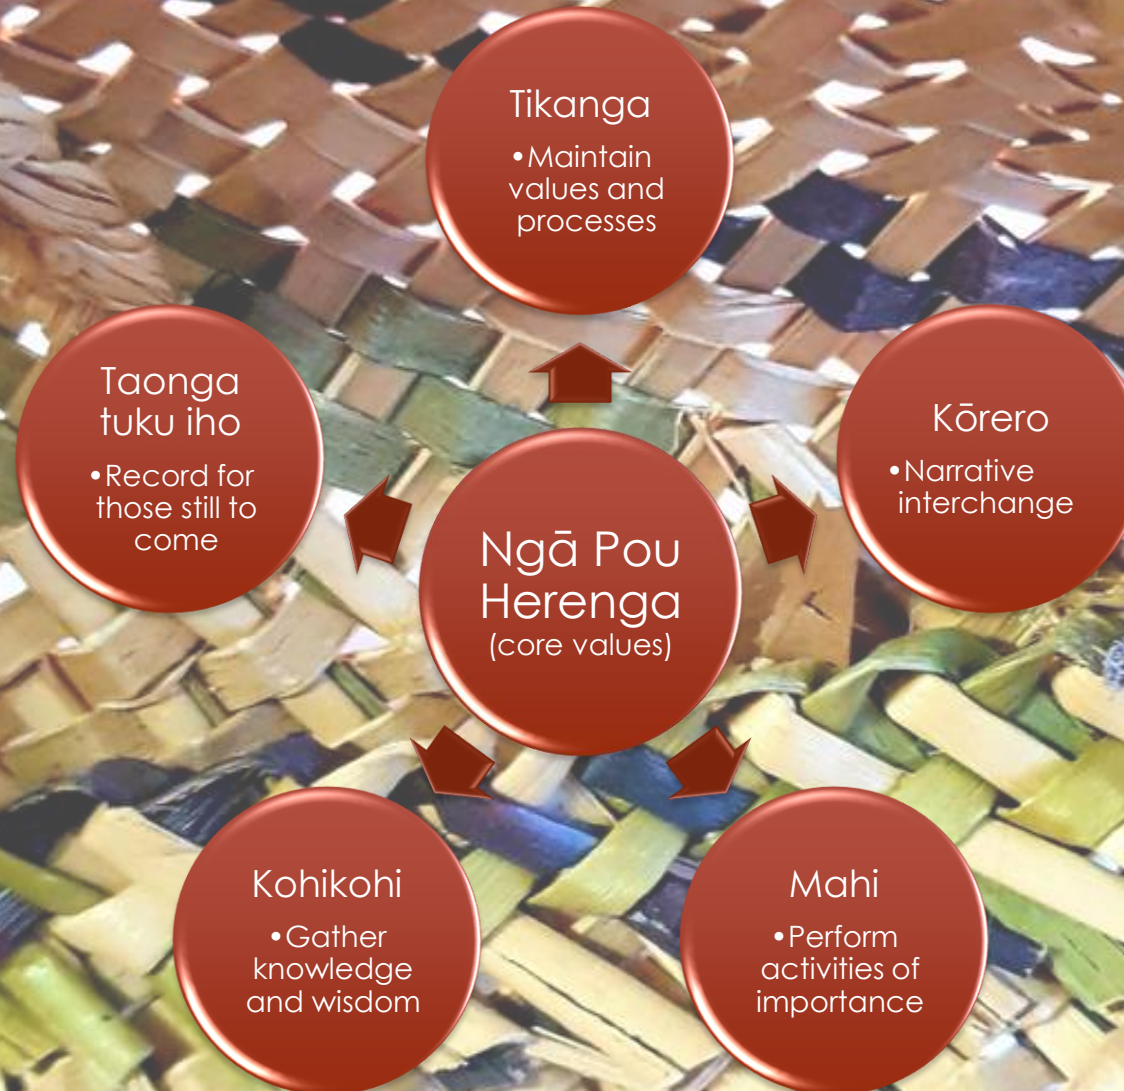 Tikanga
•Maintain
values and
processes
Kōrero
•Narrative
interchange
Mahi
•Perform
activities of
importance
Kohikohi
•Gather
knowledge
and wisdom
Taonga
tuku iho
•Record for
those still to
come
Ngā Pou
Herenga
(core values)